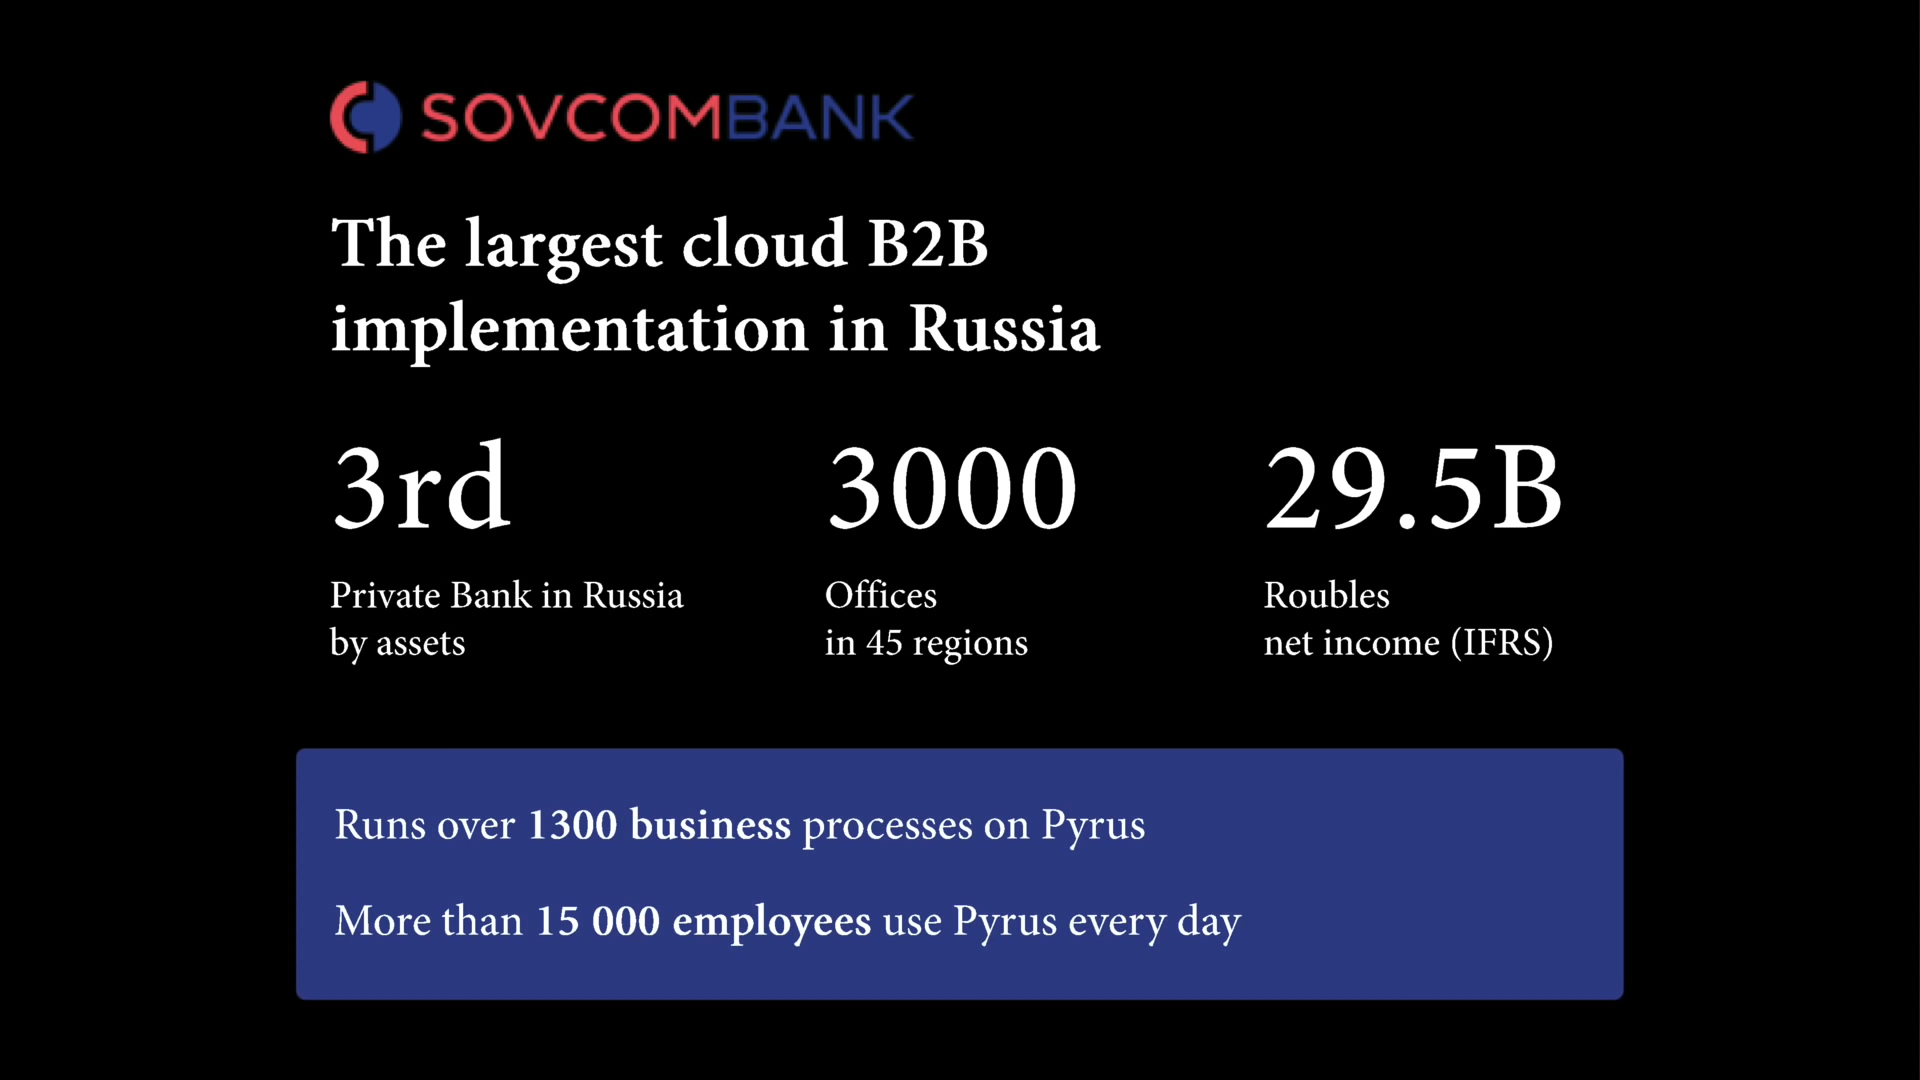 SOVCOMBANK
The largest cloud B2B
implementation in Russia
3rd
Private Bank in Russia
by assets
3000
Offices
in 45 regions
29.5B
Roubles
net income (IFRS)
Runs over 1300 business processes on Pyrus
More than 15 000 employees use Pyrus every day